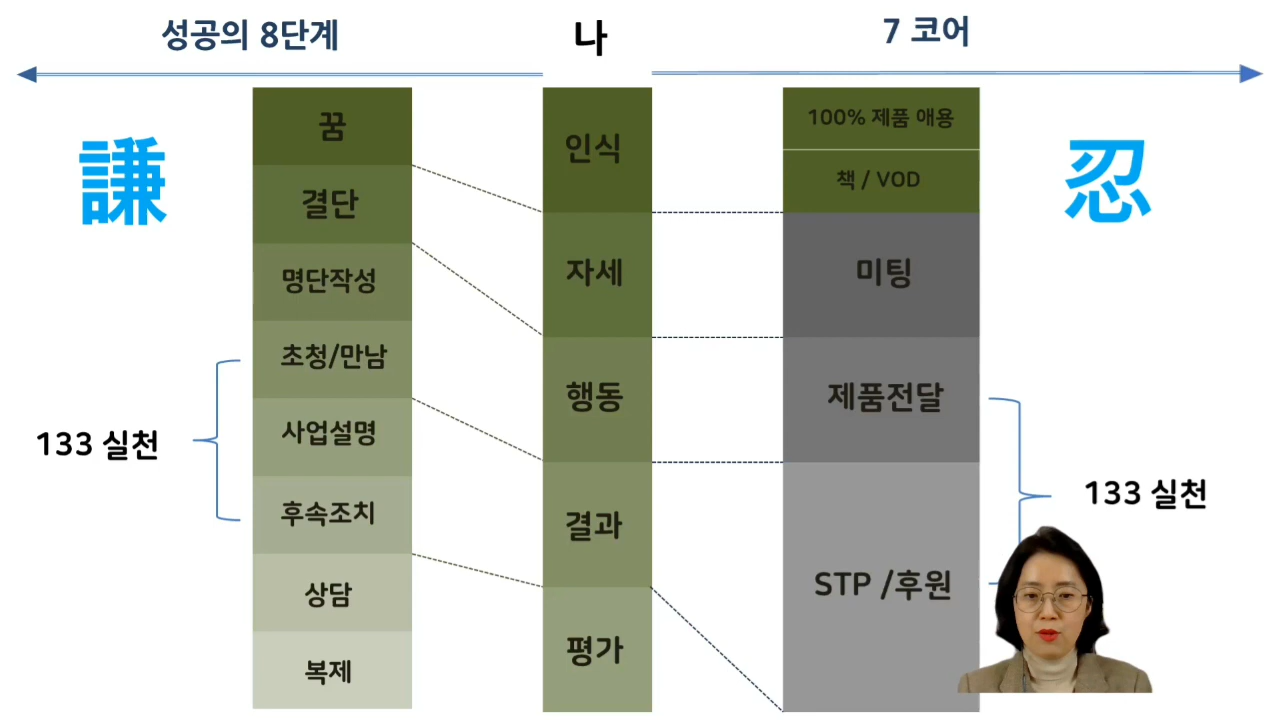 성공의 8단계
나
7 코어
謙
忍
꿈
결단
명단작성
초청/만남
사업설명
후속조치
상담
복제
133 실천
인식
자세
행동
결과
평가
100% 제품 애용
책 / VOD
미팅
제품전달
STP /후원
133 실천